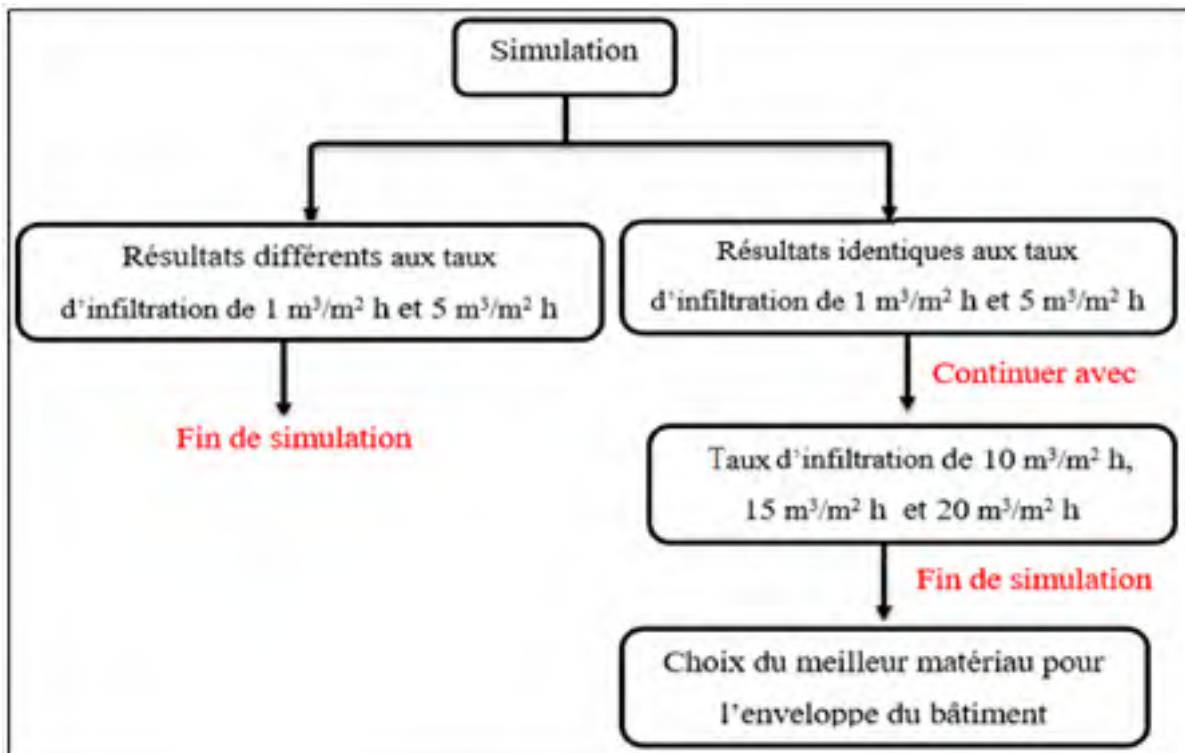 Simulation
Résultats différents aux taux
d'infiltration de 1 m³/m² h et 5 m³/m² h
Fin de simulation
Résultats identiques aux taux
d'infiltration de 1 m³/m² h et 5 m³/m² h
Continuer avec
Taux d'infiltration de 10 m³/m² h,
15 m³/m² h et 20 m³/m² h
Fin de simulation
Choix du meilleur matériau pour
l'enveloppe du bâtiment